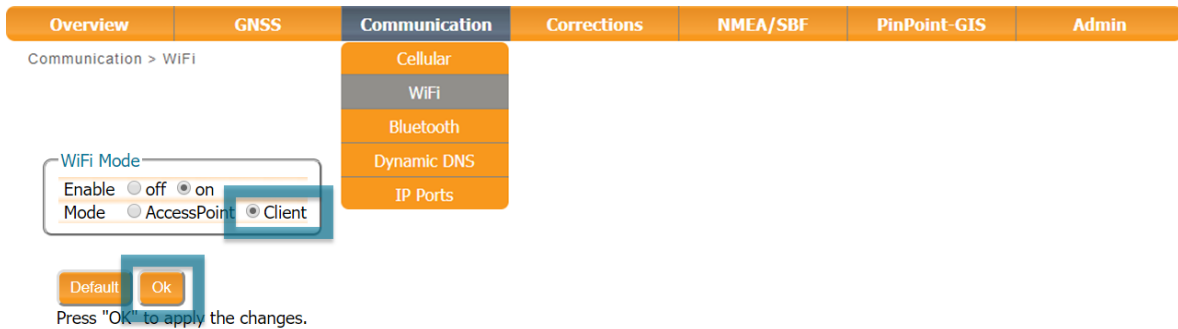 Overview GNSS Communication Corrections NMEA/SBF PinPoint-GIS Admin
Communication > WiFi
Cellular
WiFi
Bluetooth
Dynamic DNS
IP Ports
WiFi Mode
Enable off on
Mode AccessPoint Client
Default Ok
Press "OK" to apply the changes.